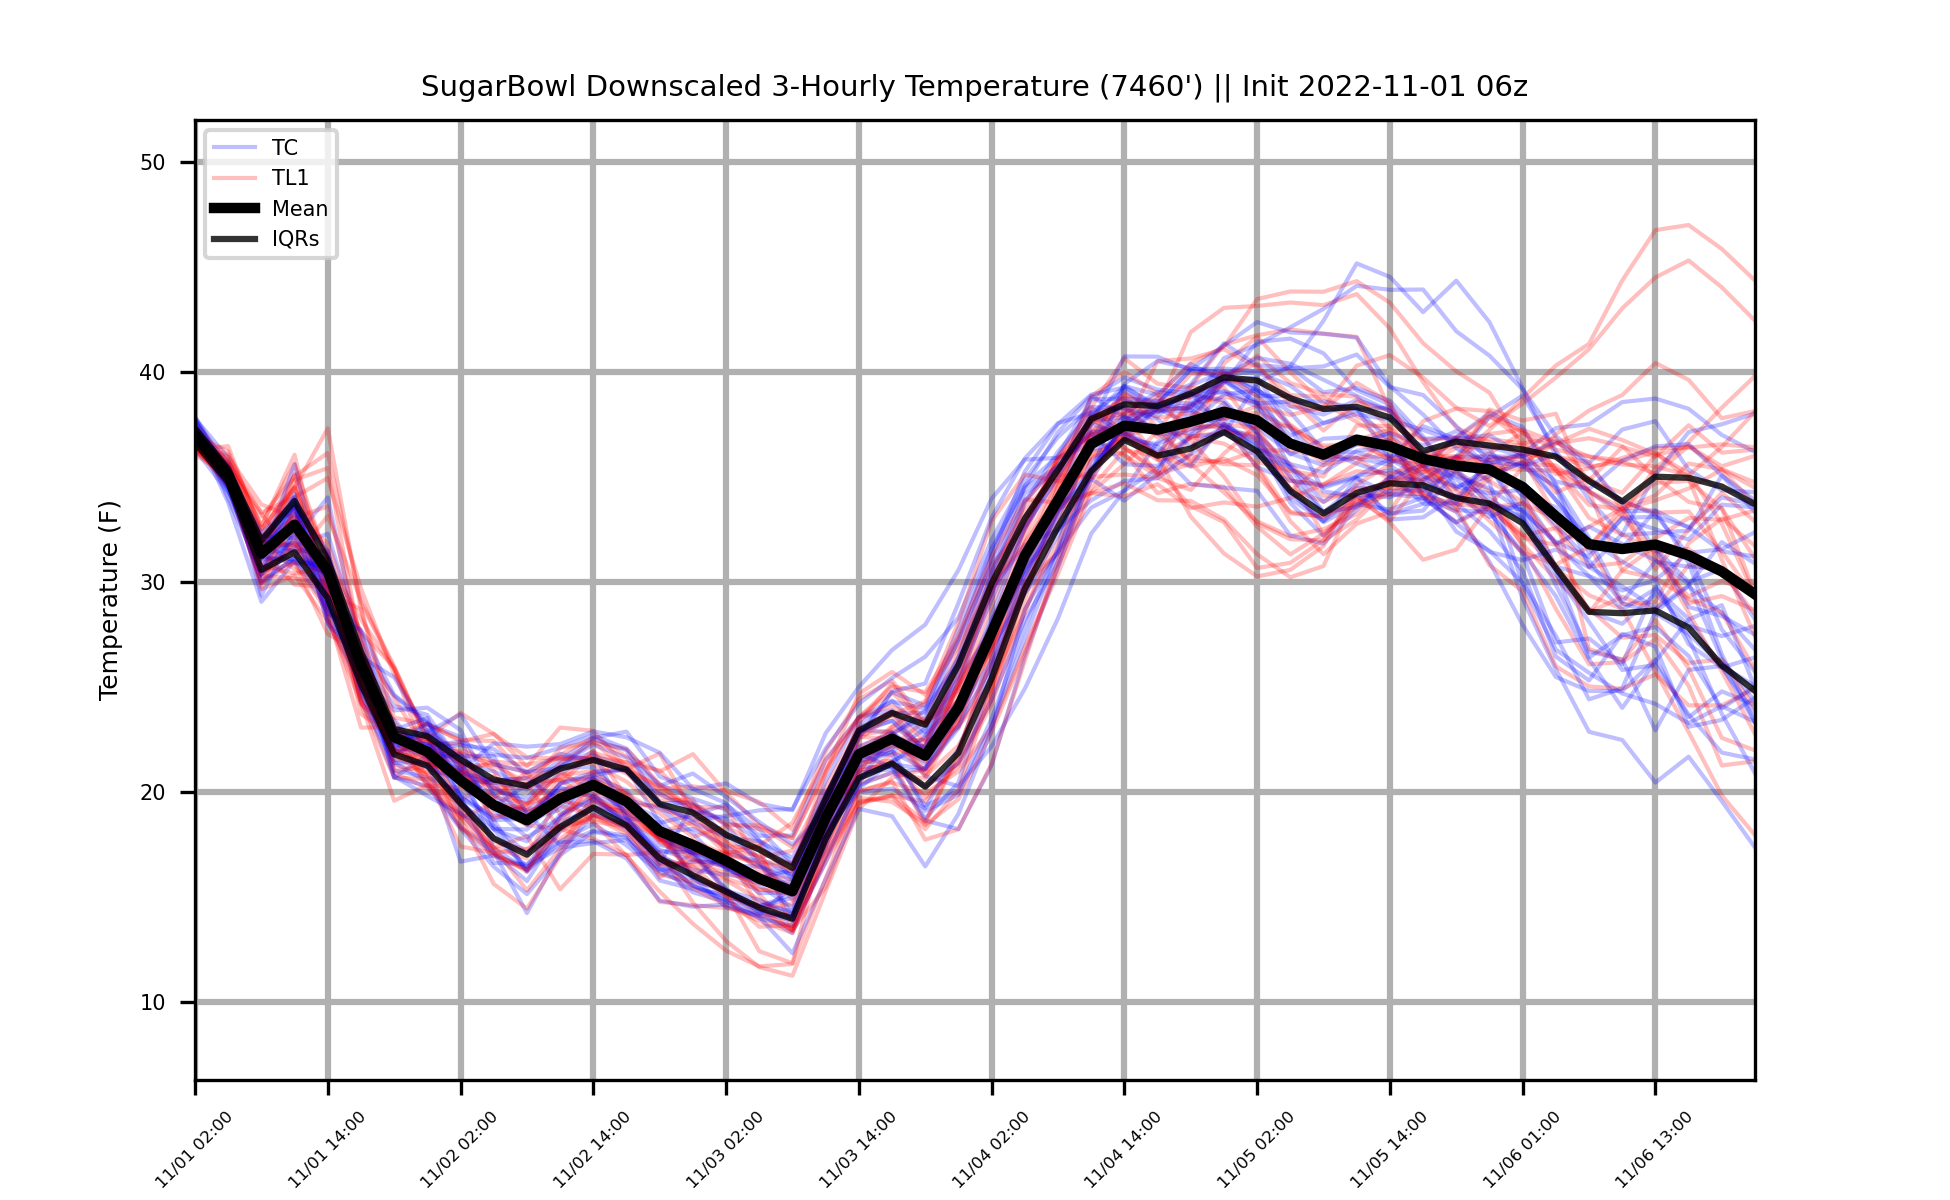 SugarBowl Downscaled 3-Hourly Temperature (7460') || Init 2022-11-01 06z
TC
TL1
Mean
IQRs
Temperature (F)
50
40
30
20
10
11/01 02:00
11/01 14:00
11/02 02:00
11/02 14:00
11/03 02:00
11/03 14:00
11/04 02:00
11/04 14:00
11/05 02:00
11/05 14:00
11/06 01:00
11/06 13:00